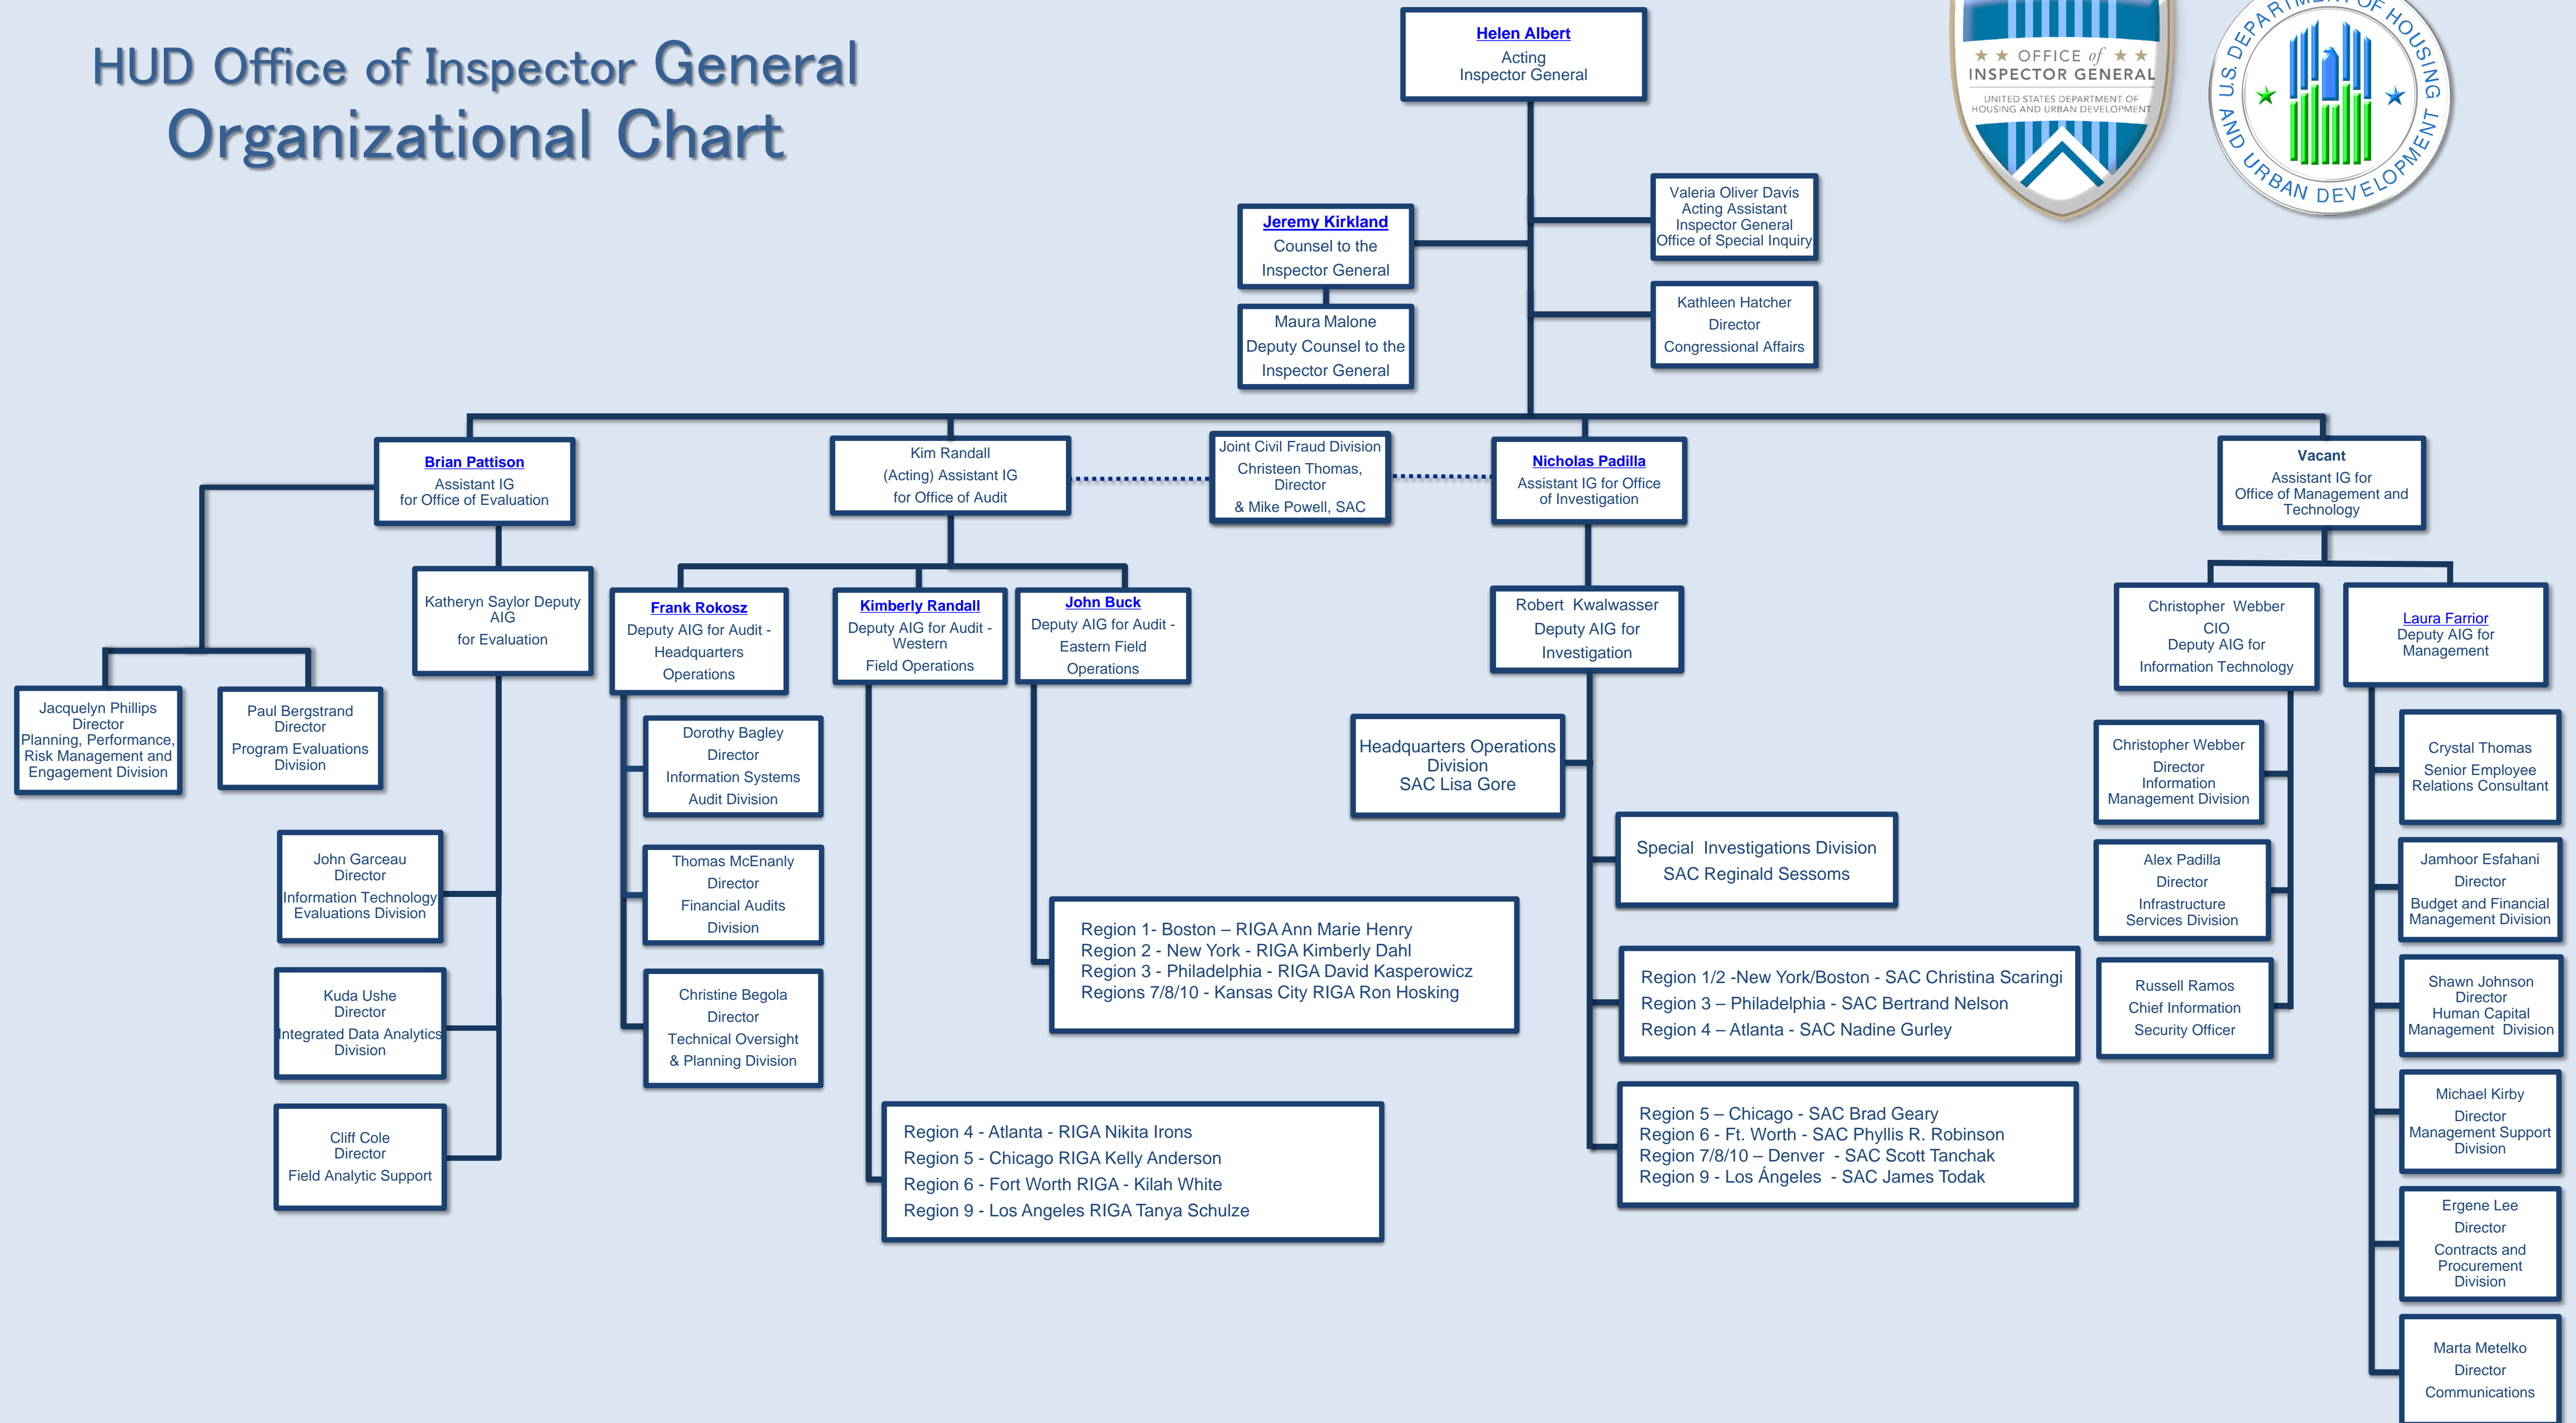 HUD Office of Inspector General
Organizational Chart
Helen Albert
Acting
Inspector General
★ ★ OFFICE of ★ ★
INSPECTOR GENERAL
UNITED STATES DEPARTMENT OF
HOUSING AND URBAN DEVELOPMENT
U.S. DEPARTMENT OF HOUSING
AND URBAN DEVELOPMENT
Jeremy Kirkland
Counsel to the
Inspector General
Maura Malone
Deputy Counsel to the
Inspector General
Valeria Oliver Davis
Acting Assistant
Inspector General
Office of Special Inquiry
Kathleen Hatcher
Director
Congressional Affairs
Brian Pattison
Assistant IG
for Office of Evaluation
Kim Randall
(Acting) Assistant IG
for Office of Audit
Joint Civil Fraud Division
Christeen Thomas,
Director
& Mike Powell, SAC
Nicholas Padilla
Assistant IG for Office
of Investigation
Vacant
Assistant IG for
Office of Management and
Technology
Katheryn Saylor Deputy
AIG
for Evaluation
Jacquelyn Phillips
Director
Planning, Performance,
Risk Management and
Engagement Division
Paul Bergstrand
Director
Program Evaluations
Division
John Garceau
Director
Information Technology
Evaluations Division
Kuda Ushe
Director
Integrated Data Analytics
Division
Cliff Cole
Director
Field Analytic Support
Frank Rokosz
Deputy AIG for Audit -
Headquarters
Operations
Kimberly Randall
Deputy AIG for Audit -
Western
Field Operations
John Buck
Deputy AIG for Audit -
Eastern Field
Operations
Dorothy Bagley
Director
Information Systems
Audit Division
Thomas McEnanly
Director
Financial Audits
Division
Christine Begola
Director
Technical Oversight
& Planning Division
Region 1- Boston – RIGA Ann Marie Henry
Region 2 - New York - RIGA Kimberly Dahl
Region 3 - Philadelphia - RIGA David Kasperowicz
Regions 7/8/10 - Kansas City RIGA Ron Hosking
Region 4 - Atlanta - RIGA Nikita Irons
Region 5 - Chicago RIGA Kelly Anderson
Region 6 - Fort Worth RIGA - Kilah White
Region 9 - Los Angeles RIGA Tanya Schulze
Robert Kwalwasser
Deputy AIG for
Investigation
Headquarters Operations
Division
SAC Lisa Gore
Special Investigations Division
SAC Reginald Sessoms
Region 1/2 -New York/Boston - SAC Christina Scaringi
Region 3 – Philadelphia - SAC Bertrand Nelson
Region 4 – Atlanta - SAC Nadine Gurley
Region 5 – Chicago - SAC Brad Geary
Region 6 - Ft. Worth - SAC Phyllis R. Robinson
Region 7/8/10 – Denver - SAC Scott Tanchak
Region 9 - Los Ángeles - SAC James Todak
Christopher Webber
CIO
Deputy AIG for
Information Technology
Laura Farrior
Deputy AIG for
Management
Christopher Webber
Director
Information
Management Division
Alex Padilla
Director
Infrastructure
Services Division
Russell Ramos
Chief Information
Security Officer
Crystal Thomas
Senior Employee
Relations Consultant
Jamhoor Esfahani
Director
Budget and Financial
Management Division
Shawn Johnson
Director
Human Capital
Management Division
Michael Kirby
Director
Management Support
Division
Ergene Lee
Director
Contracts and
Procurement
Division
Marta Metelko
Director
Communications